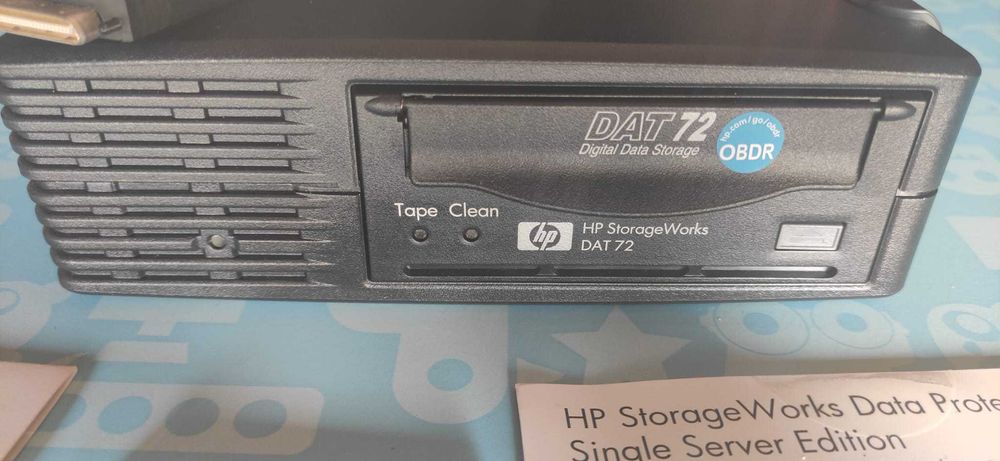 DAT 72
Digital Data Storage
hp.com/go/obdr
OBDR
Tape Clean
hp
HP StorageWorks
DAT 72
HP StorageWorks Data Prote
Single Server Edition